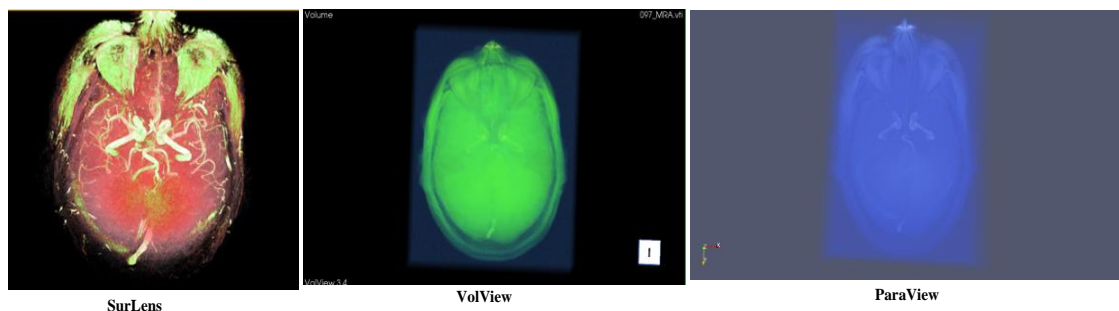 Volume
097_MRA.vti
I
VolView 3.4
X
SurLens
VolView
ParaView